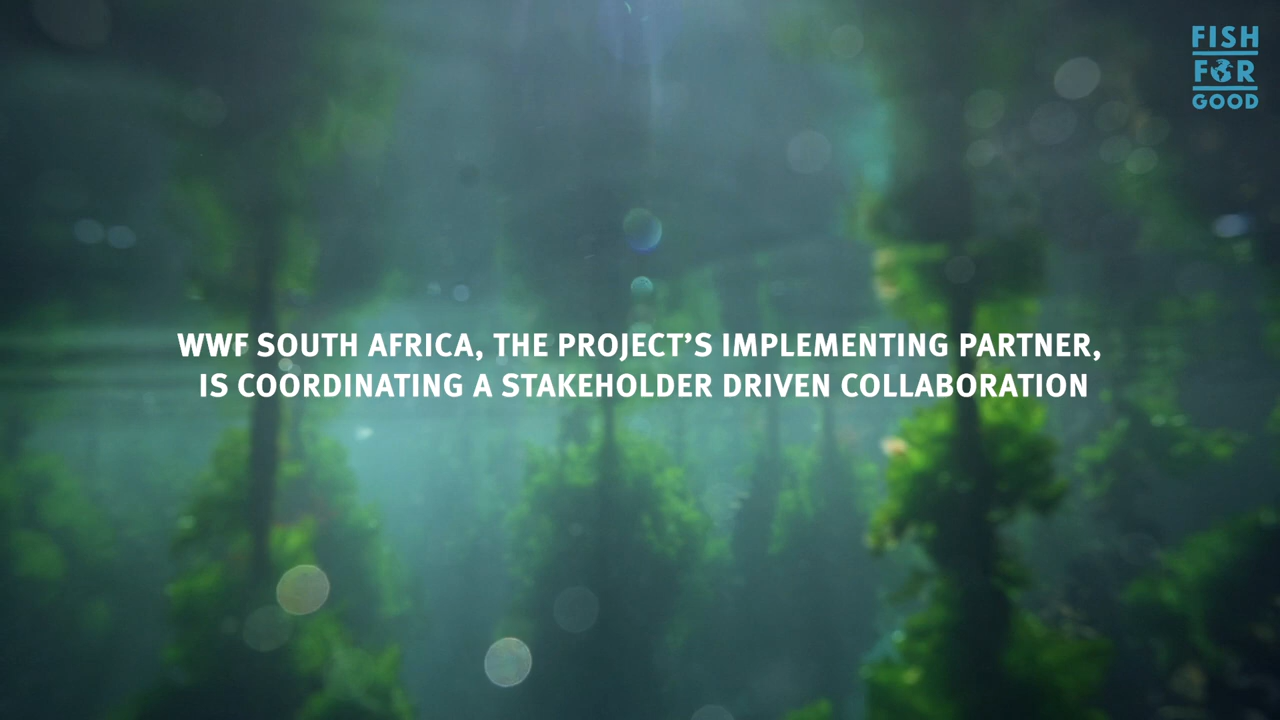 FISH
FOR
GOOD
WWF SOUTH AFRICA, THE PROJECT’S IMPLEMENTING PARTNER,
IS COORDINATING A STAKEHOLDER DRIVEN COLLABORATION